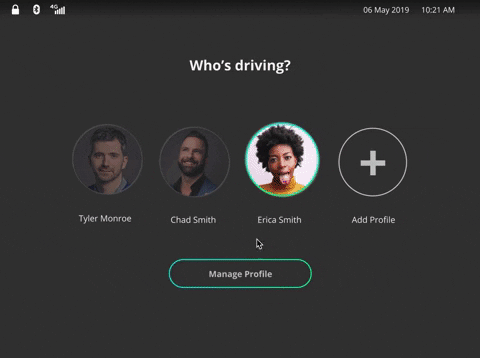 4G 06 May 2019 10:21 AM
Who's driving?
Tyler Monroe Chad Smith Erica Smith Add Profile
Manage Profile